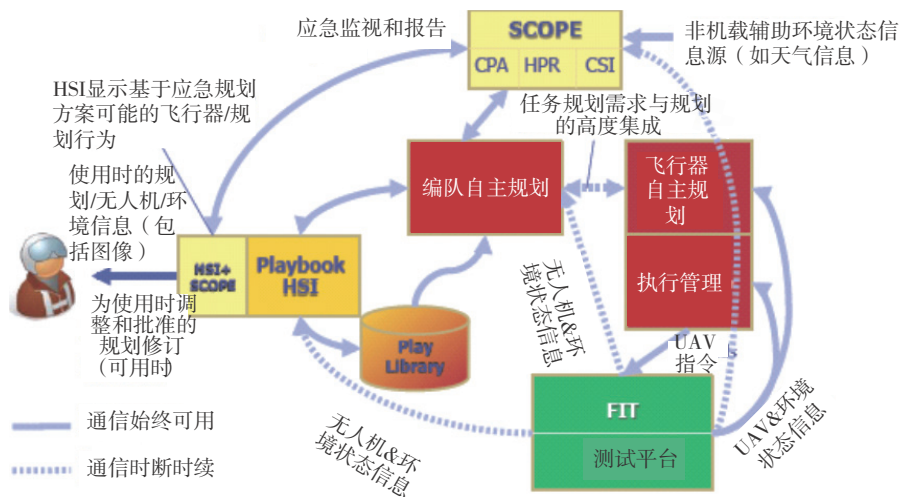 应急监视和报告
SCOPE
CPA HPR CSI
非机载辅助环境状态信
息源（如天气信息）
HSI显示基于应急规划
方案可能的飞行器/规
划行为
任务规划需求与规划
的高度集成
使用时的规
划/无人机/环
境信息（包
括图像）
编队自主规划
飞行器
自主规
划
执行管理
HSI+
SCOPE
Playbook
HSI
为使用时调
整和批准的
规划修订
(可用时)
Play
Library
无人机&环
境状态信息
UAV
指令
FIT
测试平台
UAV&环境
状态信息
无人机&环
境状态信息
通信始终可用
通信时断时续